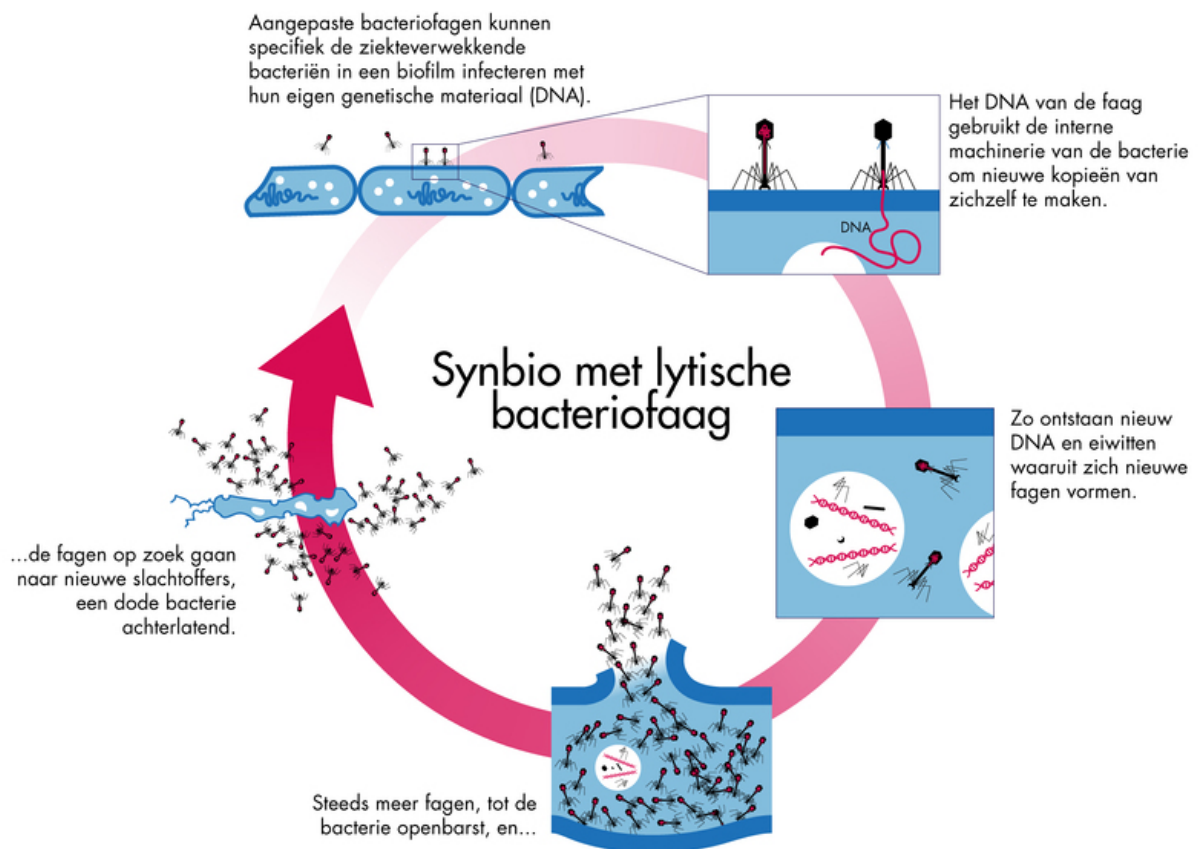 Aangepaste bacteriofagen kunnen
specifiek de ziekteverwekkende
bacteriën in een biofilm infecteren met
hun eigen genetische materiaal (DNA).
Het DNA van de faag
gebruikt de interne
machinerie van de bacterie
om nieuwe kopieën van
zichzelf te maken.
DNA
Synbio met lytische
bacteriofaag
Zo ontstaan nieuw
DNA en eiwitten
waaruit zich nieuwe
fagen vormen.
Steeds meer fagen, tot de
bacterie openbarst, en...
...de fagen op zoek gaan
naar nieuwe slachtoffers,
een dode bacterie
achterlatend.